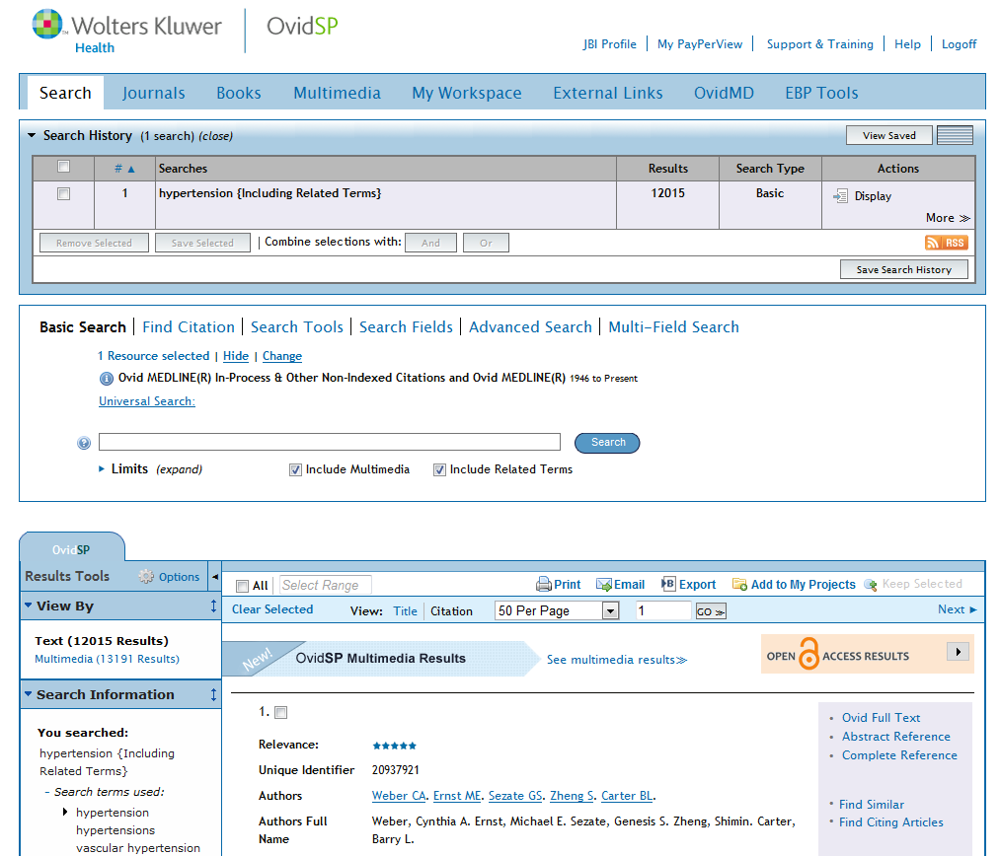 Wolters Kluwer
Health
OvidSP
JBI Profile | My PayPerView | Support & Training | Help | Logoff
Search Journals Books Multimedia My Workspace External Links OvidMD EBP Tools
Search History (1 search) (close)
View Saved
# ▲ Searches Results Search Type Actions
1 hypertension {Including Related Terms} 12015 Basic Display
More ≫
Remove Selected Save Selected | Combine selections with: And Or RSS
Save Search History
Basic Search | Find Citation | Search Tools | Search Fields | Advanced Search | Multi-Field Search
1 Resource selected | Hide | Change
Ovid MEDLINE(R) In-Process & Other Non-Indexed Citations and Ovid MEDLINE(R) 1946 to Present
Universal Search:
Search
Limits (expand) Include Multimedia Include Related Terms
OvidSP
Results Tools Options
All Select Range Print Email Export Add to My Projects Keep Selected
View By
Clear Selected View: Title | Citation 50 Per Page 1 GO ≫ Next
Text (12015 Results)
Multimedia (13191 Results)
New! OvidSP Multimedia Results See multimedia results≫ OPEN ACCESS RESULTS
Search Information
1.
You searched:
hypertension {Including
Related Terms}
- Search terms used:
hypertension
hypertensions
vascular hypertension
Relevance: ★★★★★
Unique Identifier 20937921
Authors Weber CA. Ernst ME. Sezate GS. Zheng S. Carter BL.
Authors Full Weber, Cynthia A. Ernst, Michael E. Sezate, Genesis S. Zheng, Shimin. Carter,
Name Barry L.
• Ovid Full Text
• Abstract Reference
• Complete Reference
• Find Similar
• Find Citing Articles